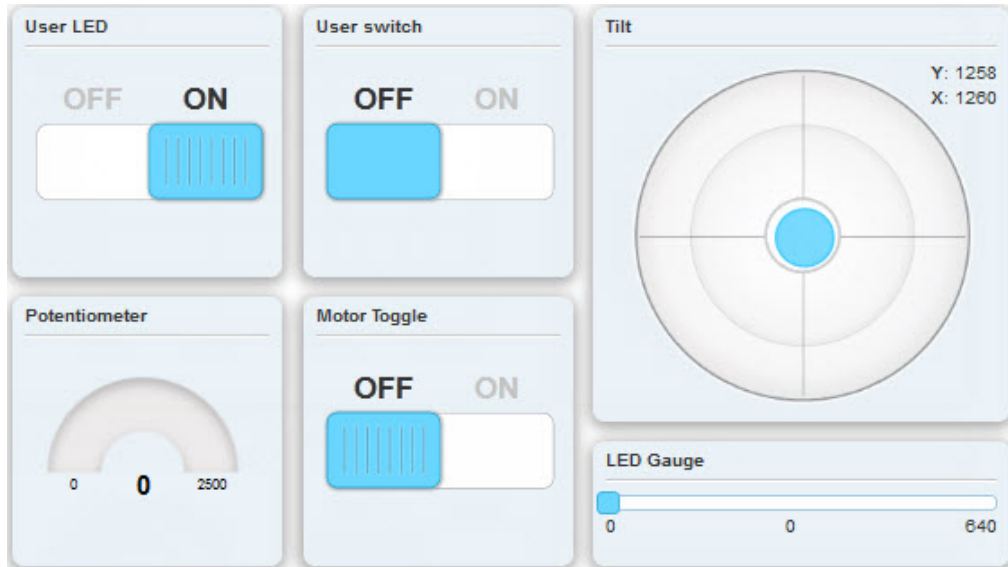 User LED
OFF ON
User switch
OFF ON
Tilt
Y: 1258
X: 1260
Potentiometer
0 0 2500
Motor Toggle
OFF ON
LED Gauge
0 0 640